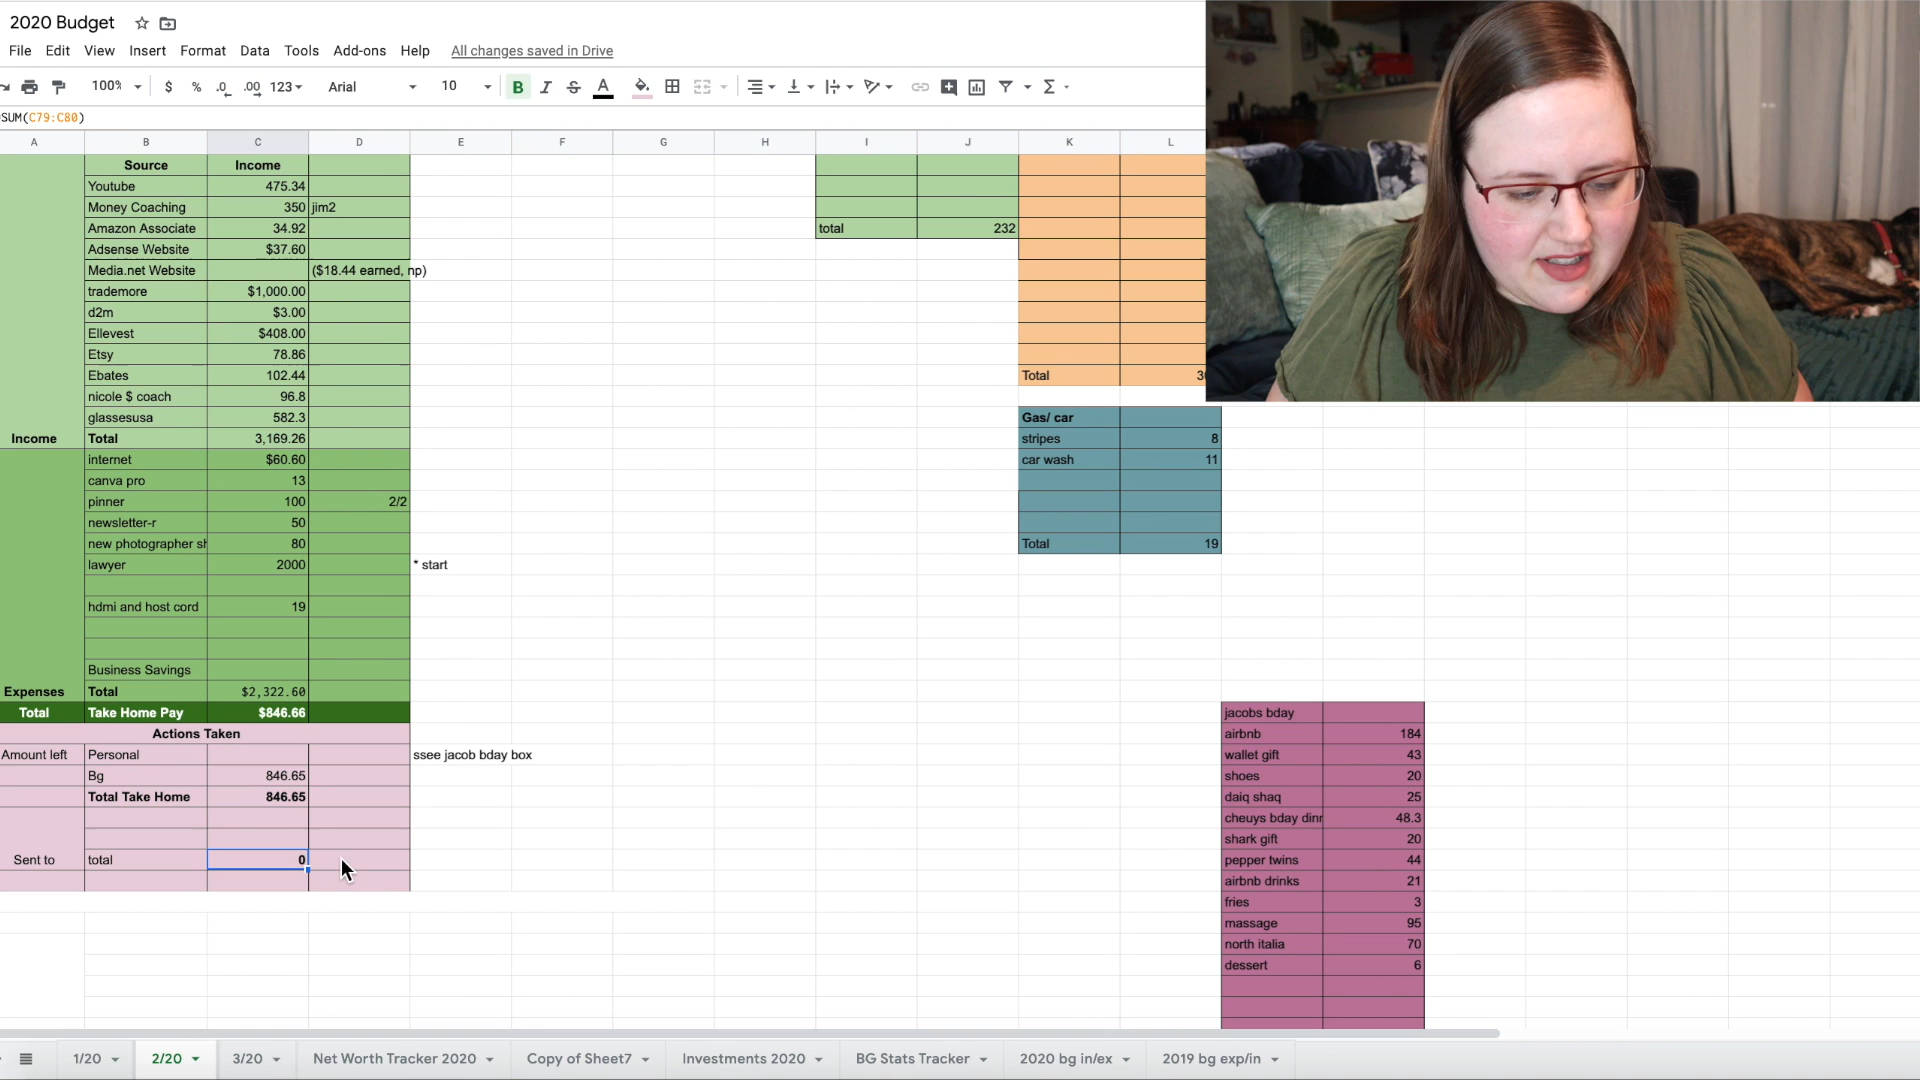 2020 Budget
File Edit View Insert Format Data Tools Add-ons Help All changes saved in Drive
100% $ % .0 .00 123 Arial 10 B I S A Σ
SUM(C79:C80)
A B C D E F G H I J K L
Source Income
Youtube 475.34
Money Coaching 350 jim2
Amazon Associate 34.92 total 232
Adsense Website $37.60
Media.net Website ($18.44 earned, np)
trademore $1,000.00
d2m $3.00
Ellevest $408.00
Etsy 78.86
Ebates 102.44 Total
nicole $ coach 96.8
glassesusa 582.3 Gas/ car
Income Total 3,169.26 stripes 8
internet $60.60 car wash 11
canva pro 13
pinner 100 2/2
newsletter-r 50
new photographer sh 80 Total 19
lawyer 2000 * start
hdmi and host cord 19
Business Savings
Expenses Total $2,322.60
Total Take Home Pay $846.66 jacobs bday
Actions Taken airbnb 184
Amount left Personal ssee jacob bday box wallet gift 43
Bg 846.65 shoes 20
Total Take Home 846.65 daiq shaq 25
cheuys bday dinr 48.3
shark gift 20
Sent to total 0 pepper twins 44
airbnb drinks 21
fries 3
massage 95
north italia 70
dessert 6
1/20 2/20 3/20 Net Worth Tracker 2020 Copy of Sheet7 Investments 2020 BG Stats Tracker 2020 bg in/ex 2019 bg exp/in